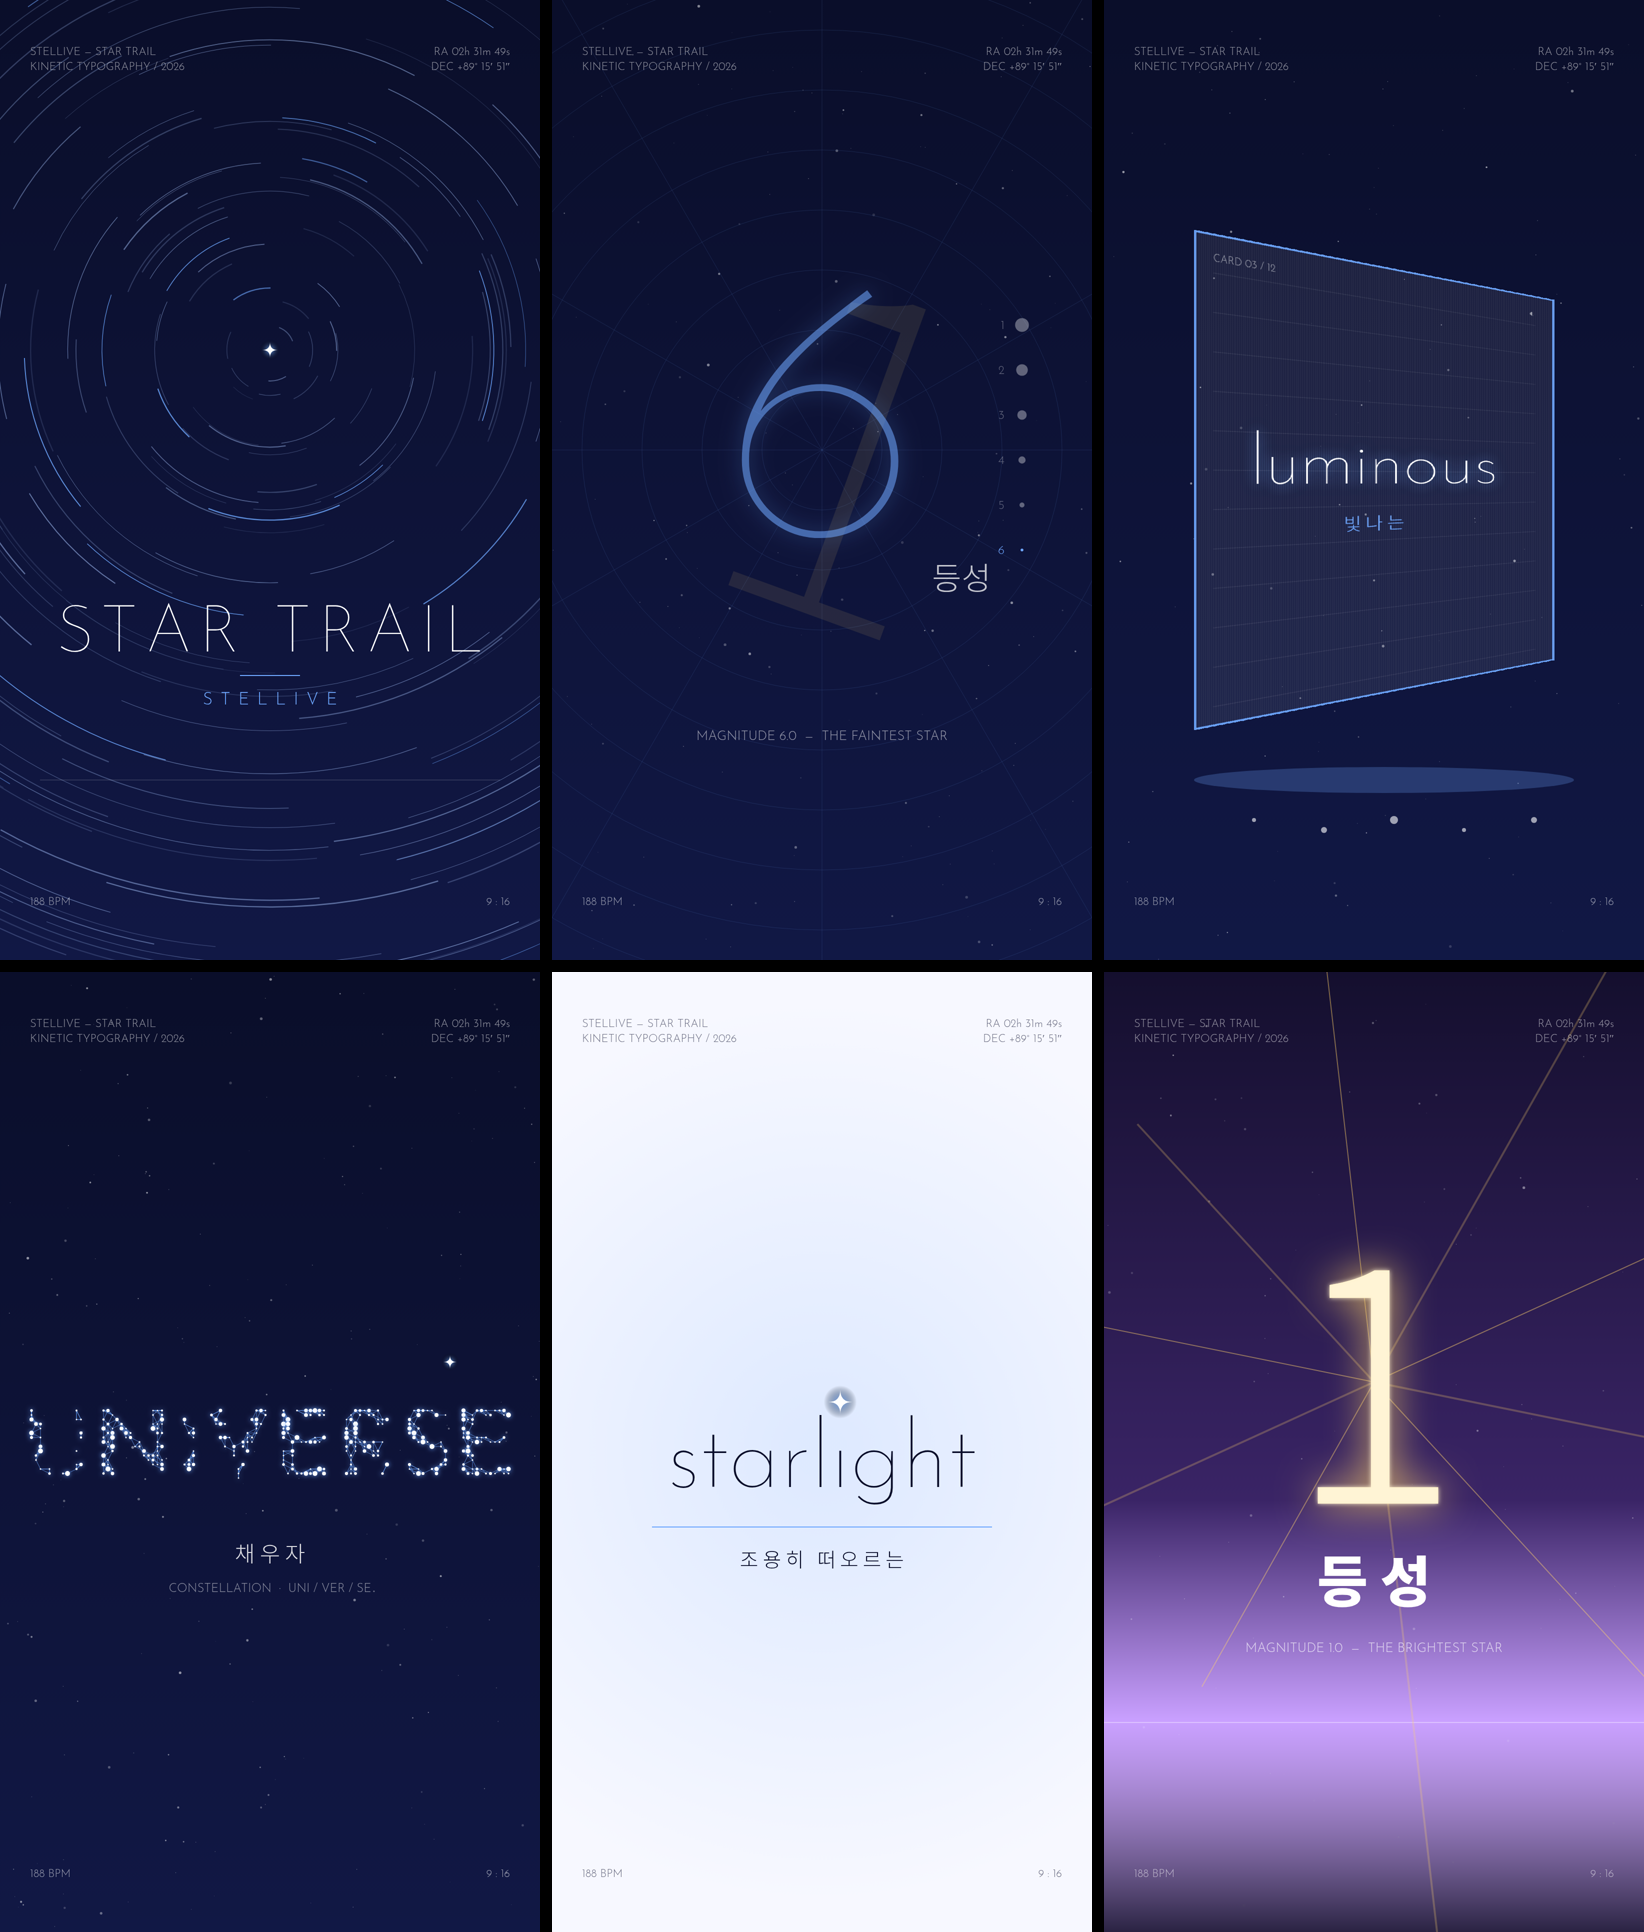 STELLIVE – STAR TRAIL
KINETIC TYPOGRAPHY / 2026
RA 02h 31m 49s
DEC +89° 15′ 51″
STAR TRAIL
STELLIVE
188 BPM
9 : 16
STELLIVE – STAR TRAIL
KINETIC TYPOGRAPHY / 2026
RA 02h 31m 49s
DEC +89° 15′ 51″
6
1
1
2
3
4
5
6
등성
MAGNITUDE 6.0 – THE FAINTEST STAR
188 BPM
9 : 16
STELLIVE – STAR TRAIL
KINETIC TYPOGRAPHY / 2026
RA 02h 31m 49s
DEC +89° 15′ 51″
CARD 03 / 12
luminous
빛나는
188 BPM
9 : 16
STELLIVE – STAR TRAIL
KINETIC TYPOGRAPHY / 2026
RA 02h 31m 49s
DEC +89° 15′ 51″
UNIVERSE
채우자
CONSTELLATION · UNI / VER / SE.
188 BPM
9 : 16
STELLIVE – STAR TRAIL
KINETIC TYPOGRAPHY / 2026
RA 02h 31m 49s
DEC +89° 15′ 51″
starlight
조용히 떠오르는
188 BPM
9 : 16
STELLIVE – STAR TRAIL
KINETIC TYPOGRAPHY / 2026
RA 02h 31m 49s
DEC +89° 15′ 51″
1
등성
MAGNITUDE 1.0 – THE BRIGHTEST STAR
188 BPM
9 : 16